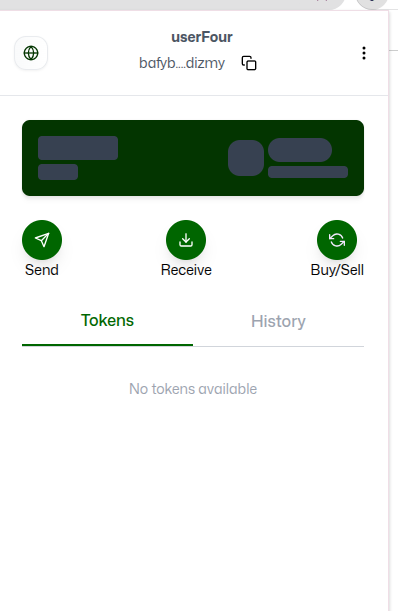 userFour
bafyb....dizmy
Send
Receive
Buy/Sell
Tokens
History
No tokens available